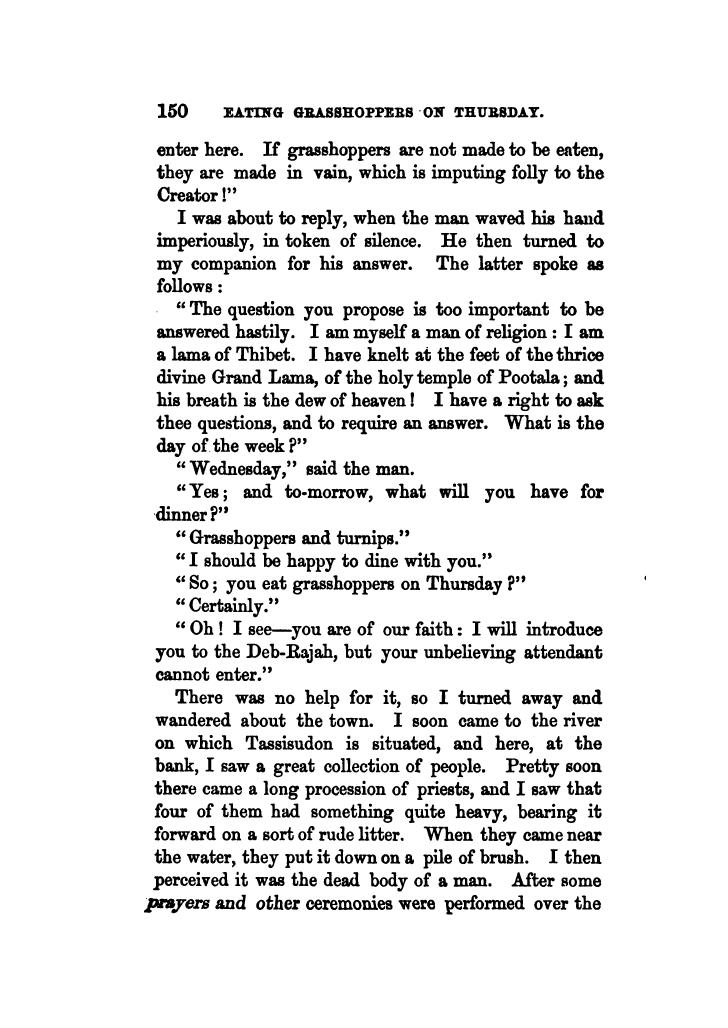 150 EATING GRASSHOPPERS ON THURSDAY.
enter here. If grasshoppers are not made to be eaten,
they are made in vain, which is imputing folly to the
Creator!"
I was about to reply, when the man waved his hand
imperiously, in token of silence. He then turned to
my companion for his answer. The latter spoke as
follows:
"The question you propose is too important to be
answered hastily. I am myself a man of religion: I am
a lama of Thibet. I have knelt at the feet of the thrice
divine Grand Lama, of the holy temple of Pootala; and
his breath is the dew of heaven! I have a right to ask
thee questions, and to require an answer. What is the
day of the week?"
"Wednesday," said the man.
"Yes; and to-morrow, what will you have for
dinner?"
"Grasshoppers and turnips."
"I should be happy to dine with you."
"So; you eat grasshoppers on Thursday?"
"Certainly."
"Oh! I see—you are of our faith: I will introduce
you to the Deb-Rajah, but your unbelieving attendant
cannot enter."
There was no help for it, so I turned away and
wandered about the town. I soon came to the river
on which Tassisudon is situated, and here, at the
bank, I saw a great collection of people. Pretty soon
there came a long procession of priests, and I saw that
four of them had something quite heavy, bearing it
forward on a sort of rude litter. When they came near
the water, they put it down on a pile of brush. I then
perceived it was the dead body of a man. After some
prayers and other ceremonies were performed over the